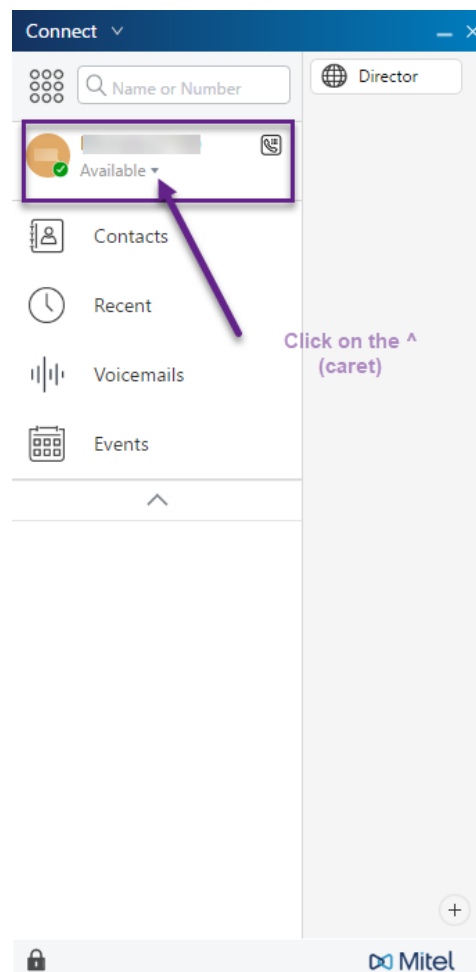 Connect
Name or Number
Director
Available
Contacts
Recent
Click on the ^
(caret)
Voicemails
Events
Mitel